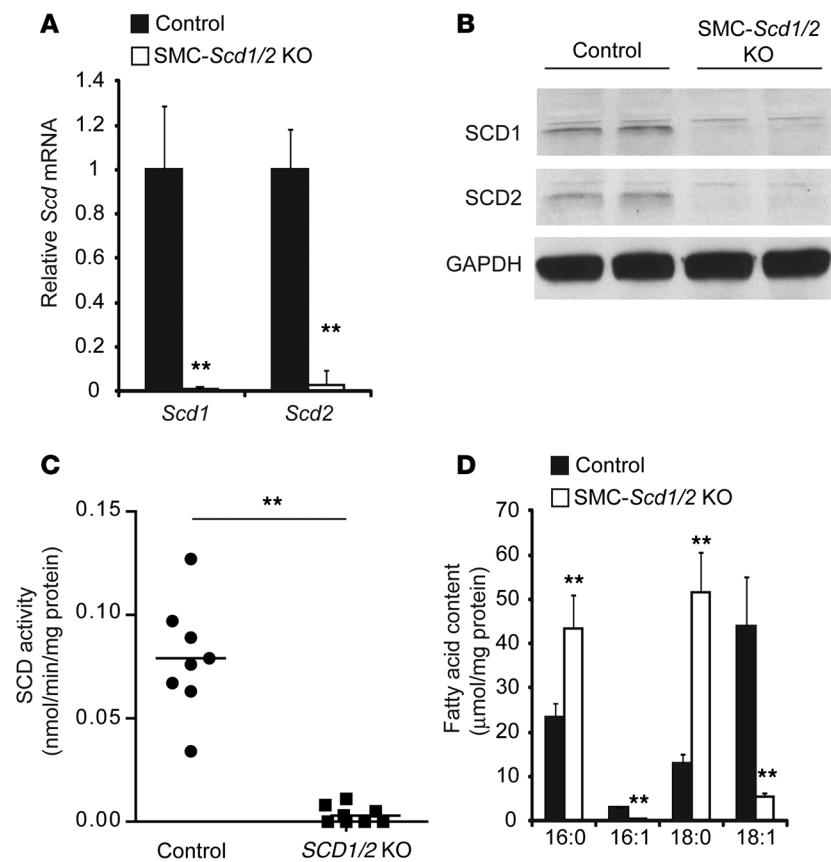 A
Control
SMC-Scd1/2 KO
Relative Scd mRNA
1.4
1.2
1
0.8
0.6
0.4
0.2
0
**
**
Scd1
Scd2
B
Control
SMC-Scd1/2
KO
SCD1
SCD2
GAPDH
C
SCD activity
(nmol/min/mg protein)
0.15
0.10
0.05
0.00
**
Control
SCD1/2 KO
D
Control
SMC-Scd1/2 KO
Fatty acid content
(μmol/mg protein)
70
60
50
40
30
20
10
0
**
**
**
**
16:0
16:1
18:0
18:1